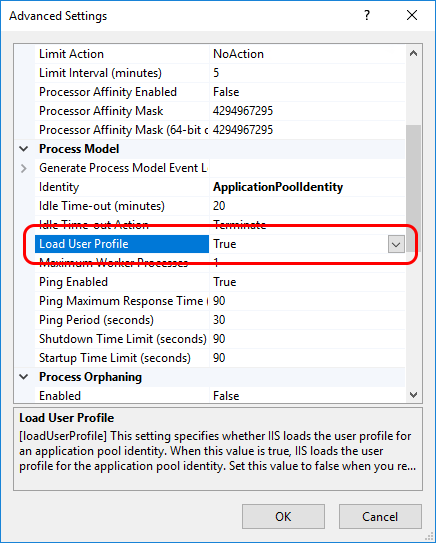 Advanced Settings
Limit Action NoAction
Limit Interval (minutes) 5
Processor Affinity Enabled False
Processor Affinity Mask 4294967295
Processor Affinity Mask (64-bit c 4294967295
Process Model
Generate Process Model Event L
Identity ApplicationPoolIdentity
Idle Time-out (minutes) 20
Idle Time-out Action Terminate
Load User Profile True
Maximum Worker Processes 1
Ping Enabled True
Ping Maximum Response Time ( 90
Ping Period (seconds) 30
Shutdown Time Limit (seconds) 90
Startup Time Limit (seconds) 90
Process Orphaning
Enabled False
Load User Profile
[loadUserProfile] This setting specifies whether IIS loads the user profile for
an application pool identity. When this value is true, IIS loads the user
profile for the application pool identity. Set this value to false when you re...
OK Cancel